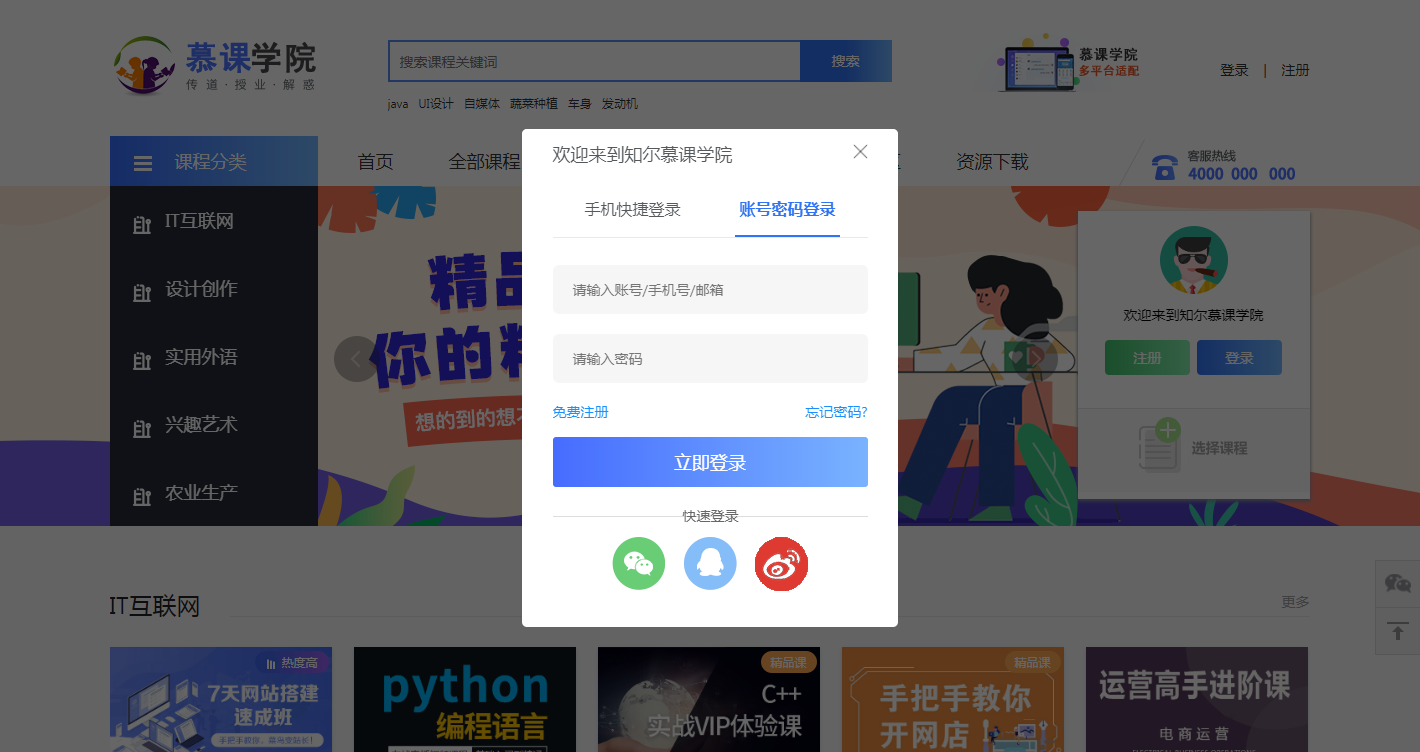 慕课学院
传 道 · 授 业 · 解 惑
搜索课程关键词
搜索
java UI设计 自媒体 蔬菜种植 车身 发动机
慕课学院
多平台适配
登录 | 注册
课程分类
首页
全部课程
资源下载
客服热线
4000 000 000
IT互联网
设计创作
实用外语
兴趣艺术
农业生产
精品
你的精
想的到的想不
欢迎来到知尔慕课学院
手机快捷登录
账号密码登录
请输入账号/手机号/邮箱
请输入密码
免费注册
忘记密码?
立即登录
快速登录
欢迎来到知尔慕课学院
注册
登录
选择课程
IT互联网
更多
热度高
7天网站搭建
速成班
手把手教你，菜鸟变站长！
python
编程语言
精品课
C++
实战VIP体验课
精品课
手把手教你
开网店
运营高手进阶课
电商运营